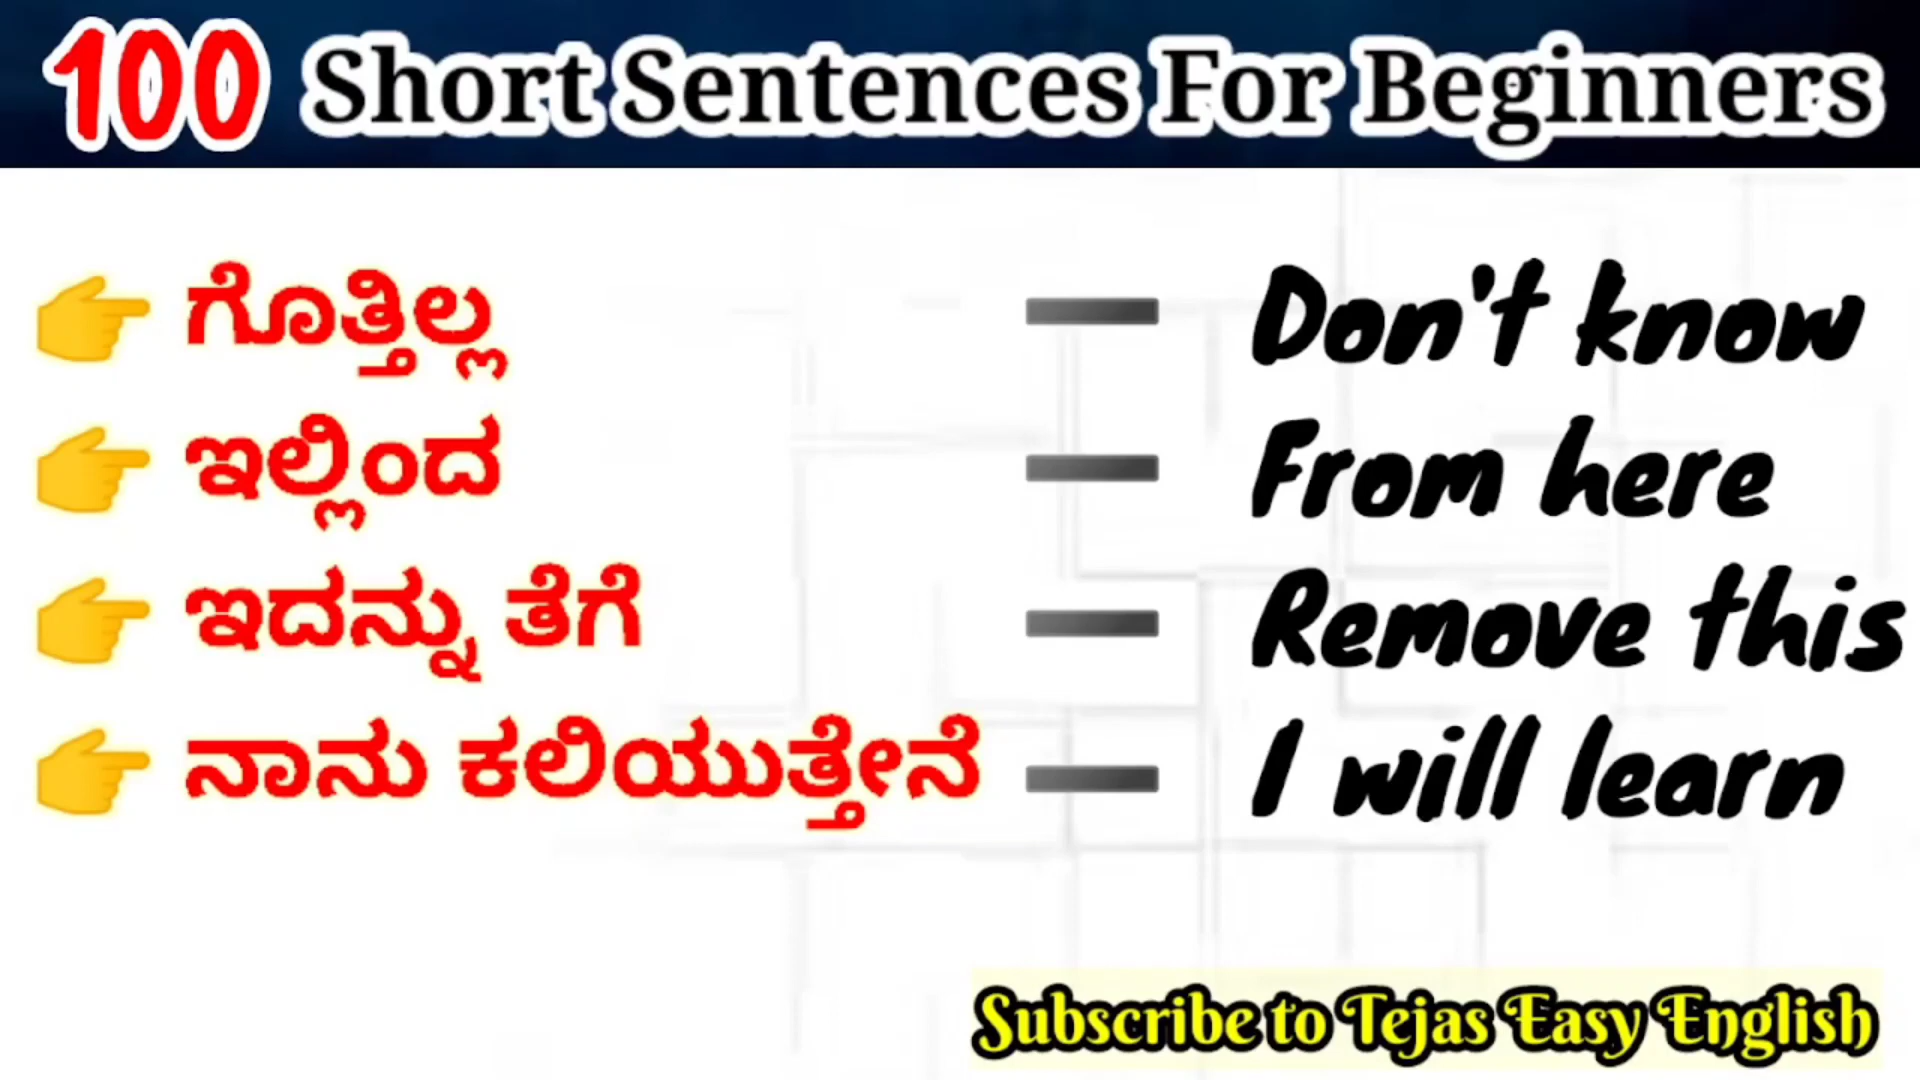 100 Short Sentences For Beginners
👉 ಗೊತ್ತಿಲ್ಲ — Don't know
👉 ಇಲ್ಲಿಂದ — From here
👉 ಇದನ್ನು ತೆಗೆ — Remove this
👉 ನಾನು ಕಲಿಯುತ್ತೇನೆ — I will learn
Subscribe to Tejas Easy English